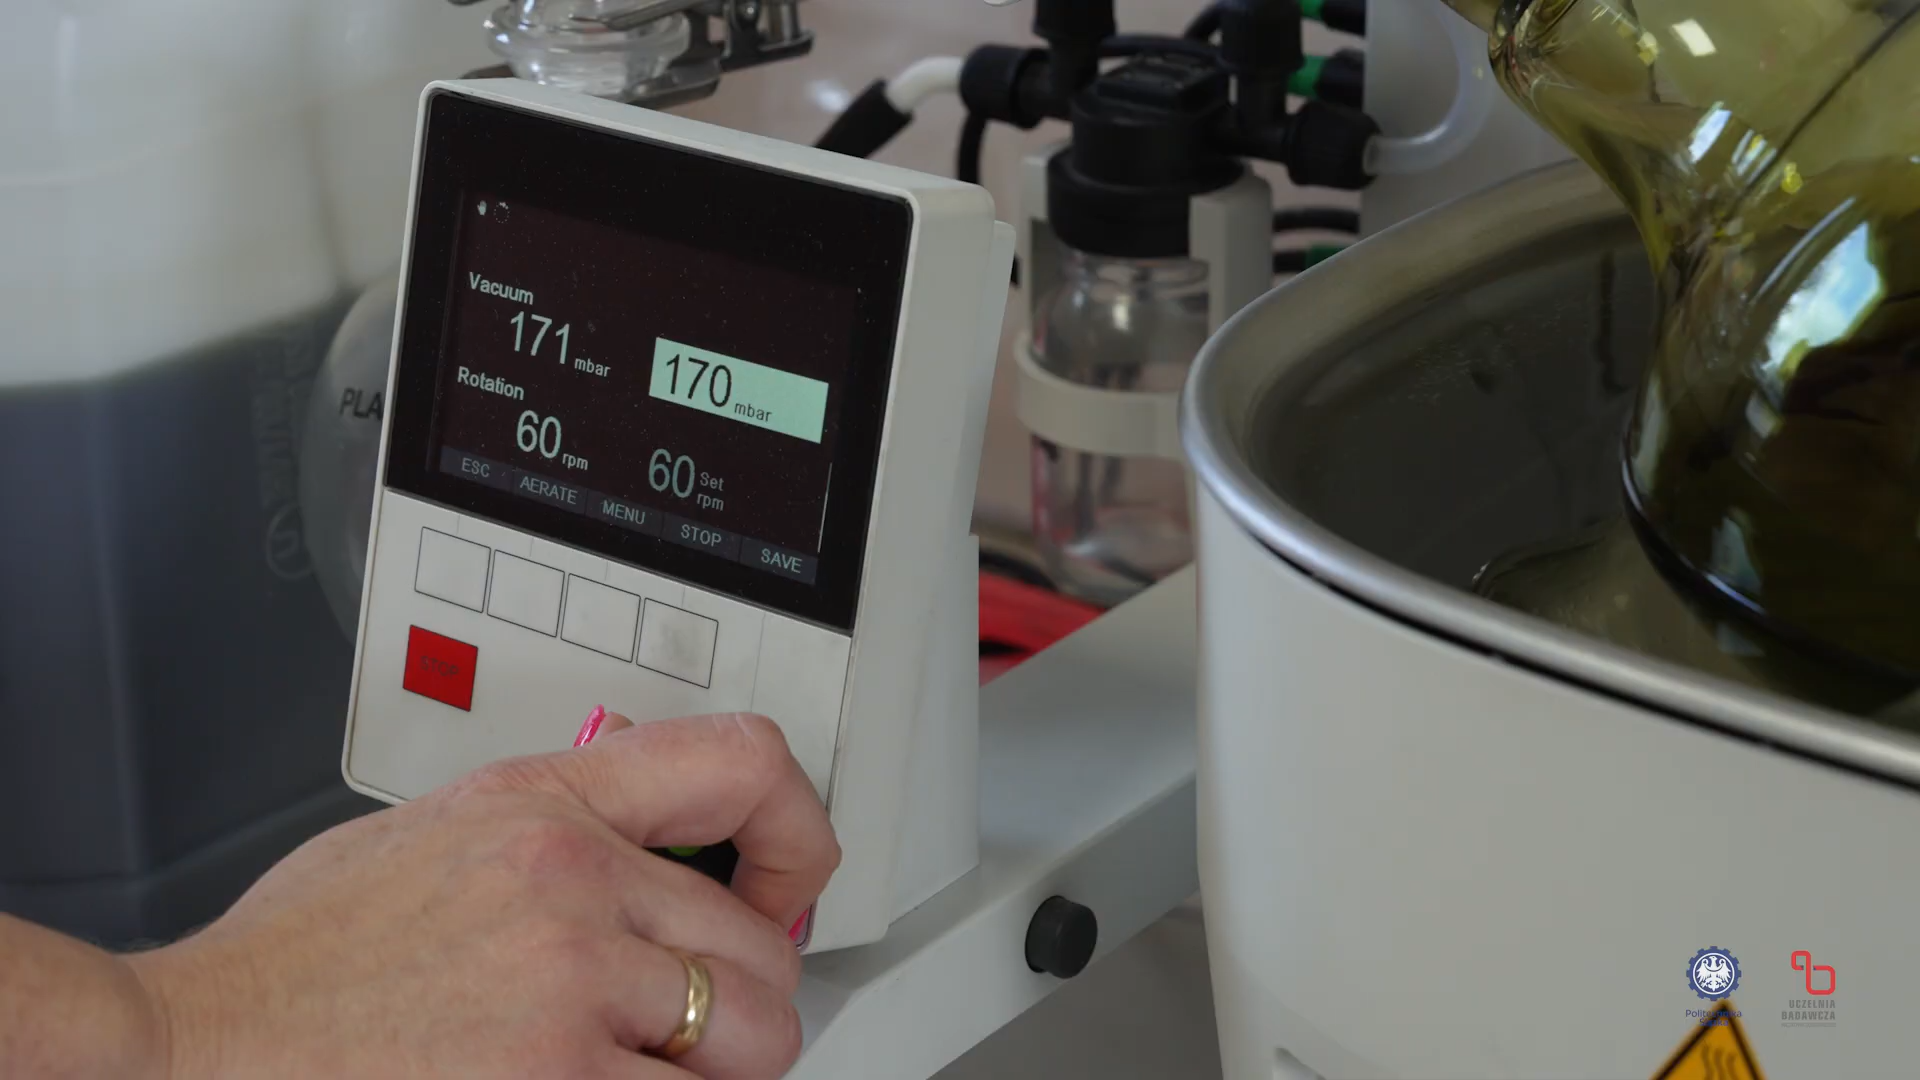 Vacuum
171 mbar
170 mbar
Rotation
60 rpm
60 Set rpm
ESC AERATE MENU STOP SAVE
STOP
PLA
UCZELNIA
BADAWCZA